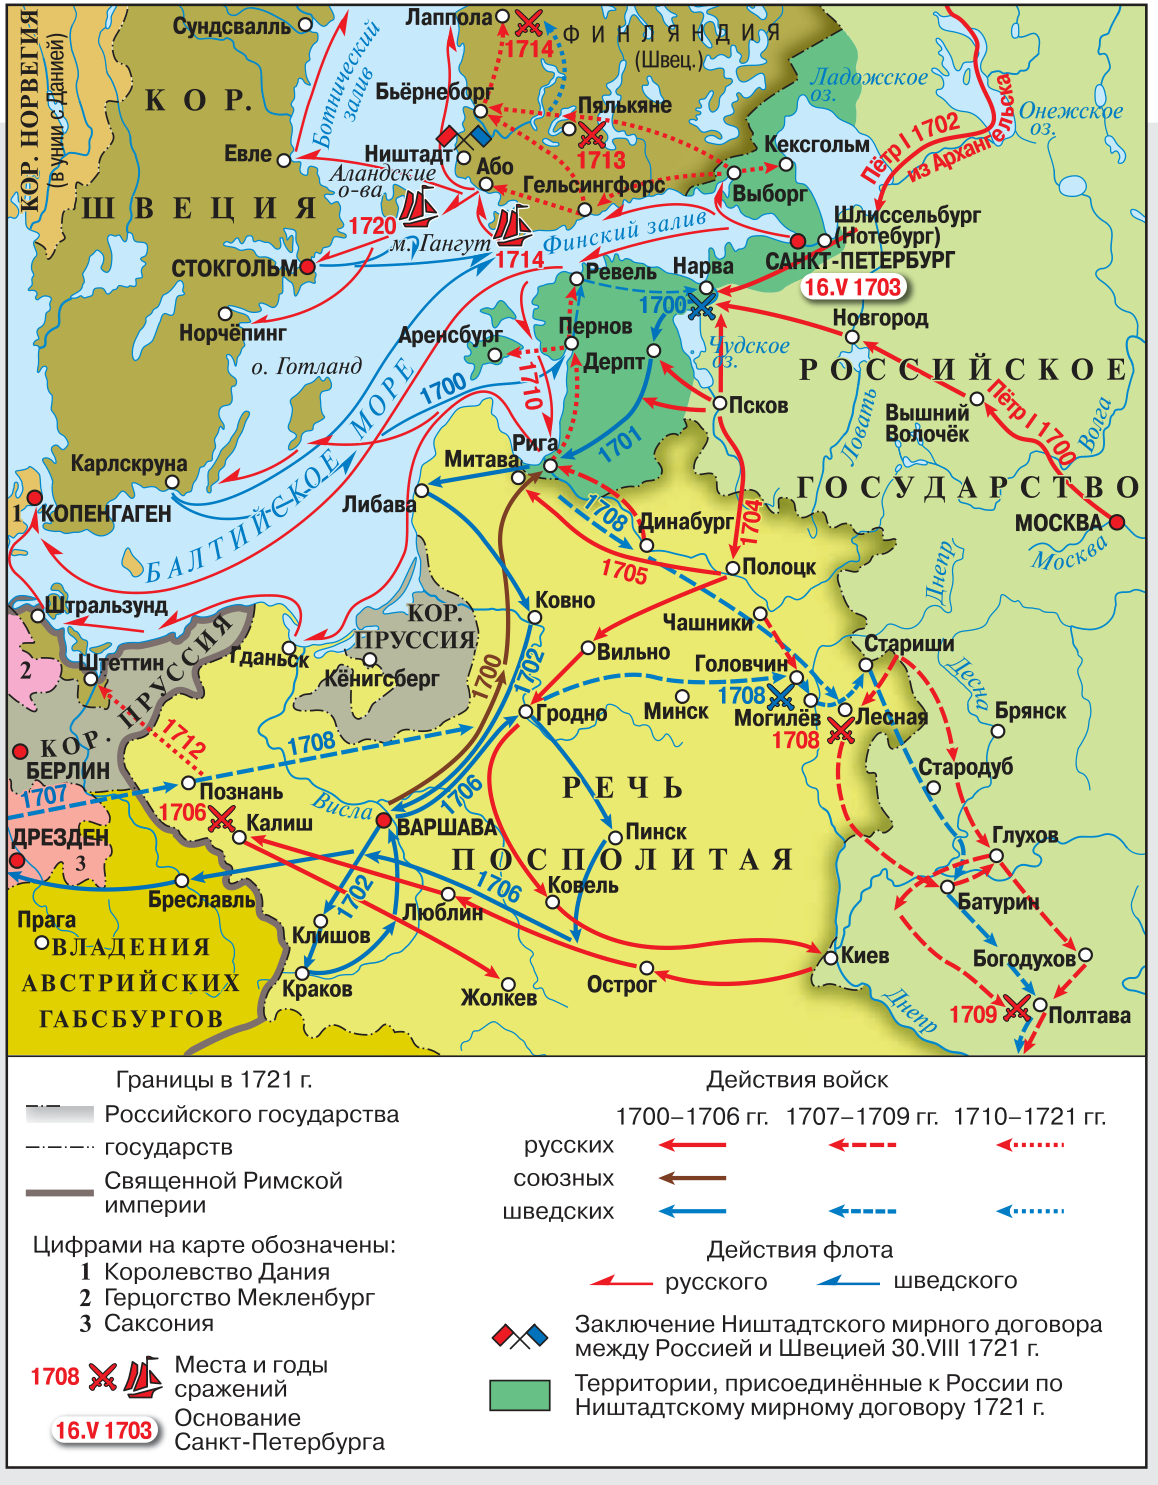 КОР. НОРВЕГИЯ
(в унии с Данией)
Сундсвалль
Лаппола
1714
ФИНЛЯНДИЯ
(Швец.)
Ботнический
залив
Ладожское
оз.
Онежское
оз.
КОР.
ШВЕЦИЯ
Бьёрнеборг
Пялькяне
1713
Пётр I 1702
из Архангельска
Евле
Ништадт
Або
Кексгольм
Аландские
о-ва
Гельсингфорс
Выборг
1720
м. Гангут
1714
Финский залив
Шлиссельбург
(Нотебург)
САНКТ-ПЕТЕРБУРГ
16.V 1703
СТОКГОЛЬМ
Ревель
Нарва
1700
Норчёпинг
Аренсбург
Пернов
Дерпт
Чудское
оз.
Новгород
о. Готланд
1700
1710
РОССИЙСКОЕ
ГОСУДАРСТВО
Псков
Ловать
Вышний
Волочёк
Пётр I 1700
Волга
БАЛТИЙСКОЕ МОРЕ
Рига
1701
Митава
Карлскруна
Либава
1
КОПЕНГАГЕН
1708
Динабург
1704
МОСКВА
Москва
Днепр
1705
Полоцк
Штральзунд
КОР.
ПРУССИЯ
Ковно
Чашники
Вильно
Стариши
Десна
2
Штеттин
КОР. ПРУССИЯ
Гданьск
Кёнигсберг
1700
1702
Головчин
1708
Могилёв
Минск
Лесная
1708
Брянск
Гродно
1712
1708
БЕРЛИН
1707
Познань
1706
Калиш
Висла
1706
ВАРШАВА
РЕЧЬ
ПОСПОЛИТАЯ
Пинск
Стародуб
Глухов
ДРЕЗДЕН
3
Бреславль
1702
1706
Ковель
Люблин
Батурин
Прага
ВЛАДЕНИЯ
АВСТРИЙСКИХ
ГАБСБУРГОВ
Клишов
Краков
Жолкев
Острог
Киев
Богодухов
Днепр
1709
Полтава
Границы в 1721 г.
Российского государства
государств
Священной Римской
империи
Цифрами на карте обозначены:
1 Королевство Дания
2 Герцогство Мекленбург
3 Саксония
1708
Места и годы
сражений
16.V 1703
Основание
Санкт-Петербурга
Действия войск
1700–1706 гг. 1707–1709 гг. 1710–1721 гг.
русских
союзных
шведских
Действия флота
русского
шведского
Заключение Ништадтского мирного договора
между Россией и Швецией 30.VIII 1721 г.
Территории, присоединённые к России по
Ништадтскому мирному договору 1721 г.